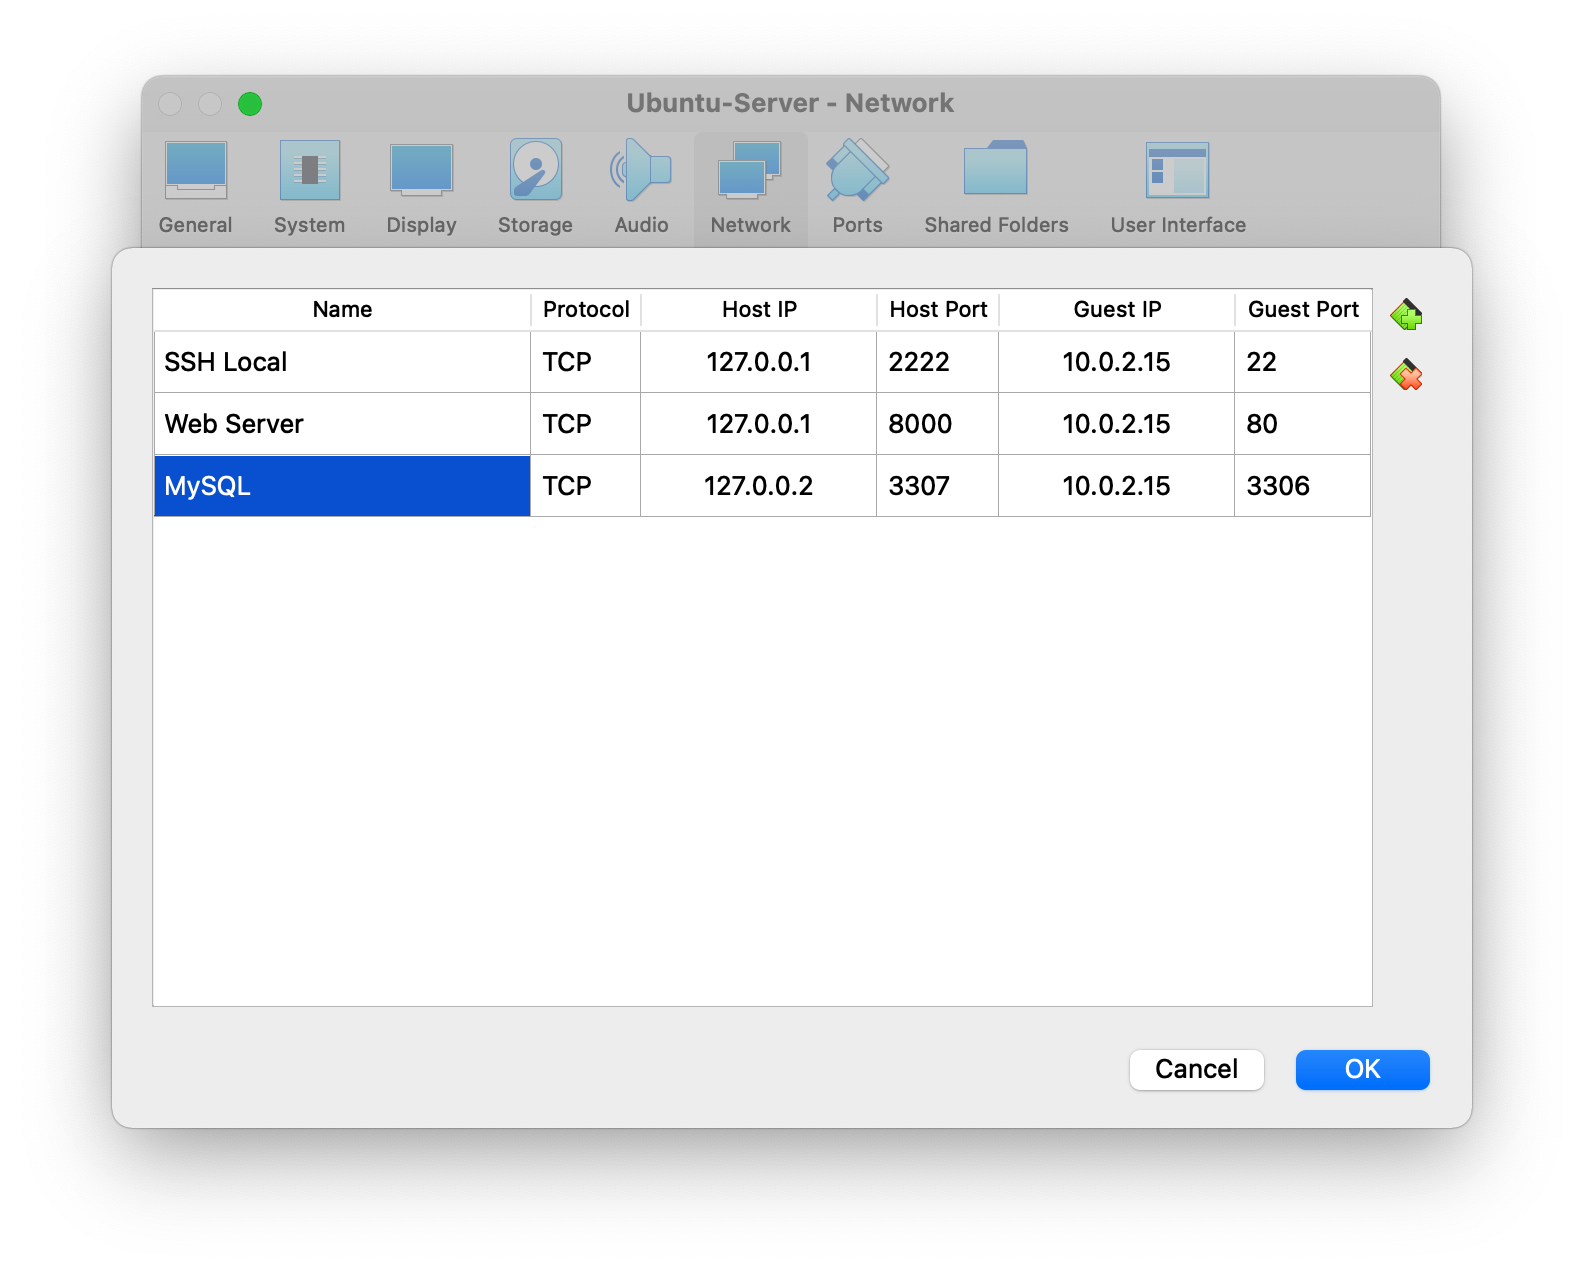 Ubuntu-Server - Network
General System Display Storage Audio Network Ports Shared Folders User Interface
Name Protocol Host IP Host Port Guest IP Guest Port
SSH Local TCP 127.0.0.1 2222 10.0.2.15 22
Web Server TCP 127.0.0.1 8000 10.0.2.15 80
MySQL TCP 127.0.0.2 3307 10.0.2.15 3306
Cancel OK